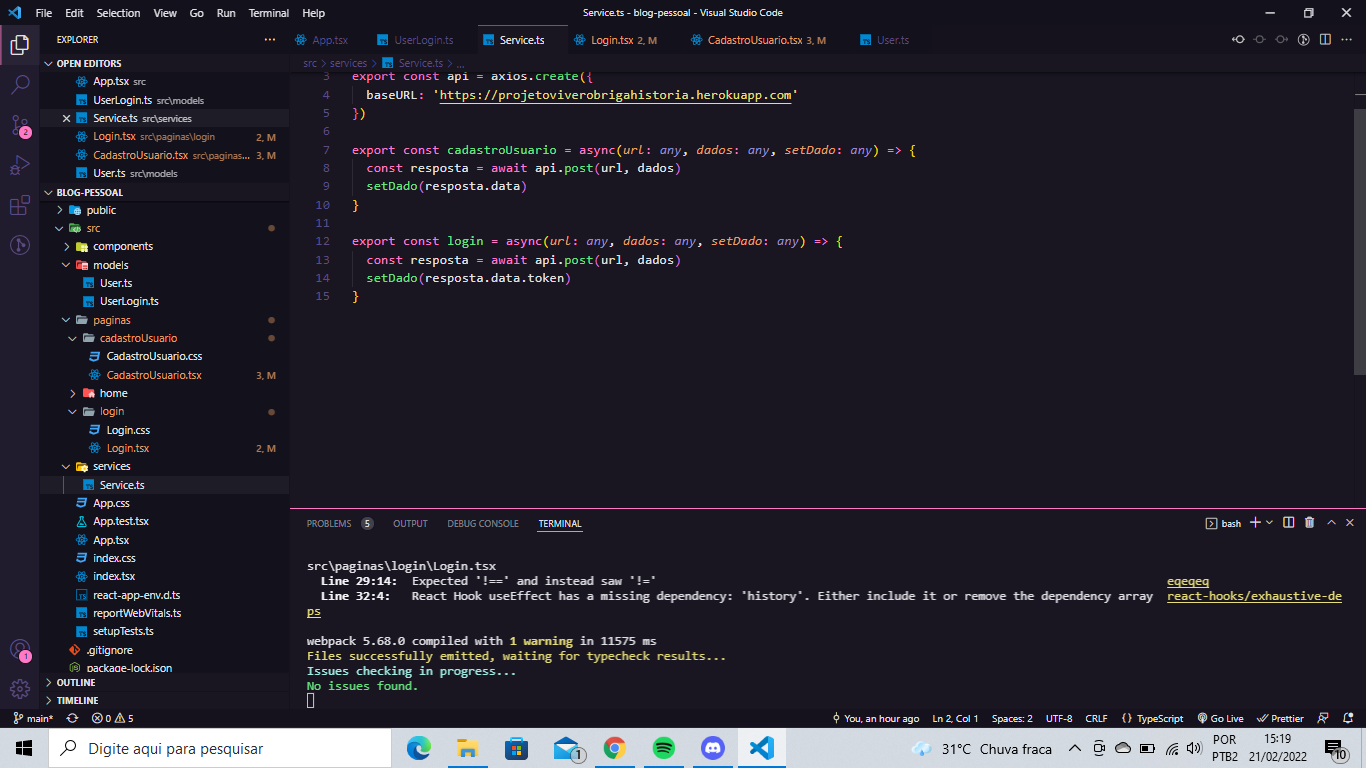 File Edit Selection View Go Run Terminal Help Service.ts - blog-pessoal - Visual Studio Code
EXPLORER
OPEN EDITORS
App.tsx src
UserLogin.ts src\models
Service.ts src\services
Login.tsx src\paginas\login 2, M
CadastroUsuario.tsx src\paginas... 3, M
User.ts src\models
BLOG-PESSOAL
public
src
components
models
User.ts
UserLogin.ts
paginas
cadastroUsuario
CadastroUsuario.css
CadastroUsuario.tsx 3, M
home
login
Login.css
Login.tsx 2, M
services
Service.ts
App.css
App.test.tsx
App.tsx
index.css
index.tsx
react-app-env.d.ts
reportWebVitals.ts
setupTests.ts
.gitignore
package-lock.json
OUTLINE
TIMELINE
2
1
App.tsx UserLogin.ts Service.ts Login.tsx 2, M CadastroUsuario.tsx 3, M User.ts
src > services > Service.ts > ...
3 export const api = axios.create({
4 baseURL: 'https://projetoviverobrigahistoria.herokuapp.com'
5 })
6
7 export const cadastroUsuario = async(url: any, dados: any, setDado: any) => {
8 const resposta = await api.post(url, dados)
9 setDado(resposta.data)
10 }
11
12 export const login = async(url: any, dados: any, setDado: any) => {
13 const resposta = await api.post(url, dados)
14 setDado(resposta.data.token)
15 }
PROBLEMS 5 OUTPUT DEBUG CONSOLE TERMINAL bash
src\paginas\login\Login.tsx
Line 29:14: Expected '!==' and instead saw '!=' eqeqeq
Line 32:4: React Hook useEffect has a missing dependency: 'history'. Either include it or remove the dependency array react-hooks/exhaustive-de
ps
webpack 5.68.0 compiled with 1 warning in 11575 ms
Files successfully emitted, waiting for typecheck results...
Issues checking in progress...
No issues found.
main* 0 5 You, an hour ago Ln 2, Col 1 Spaces: 2 UTF-8 CRLF {} TypeScript Go Live Prettier
Digite aqui para pesquisar 1 31°C Chuva fraca POR PTB2 15:19 21/02/2022 10